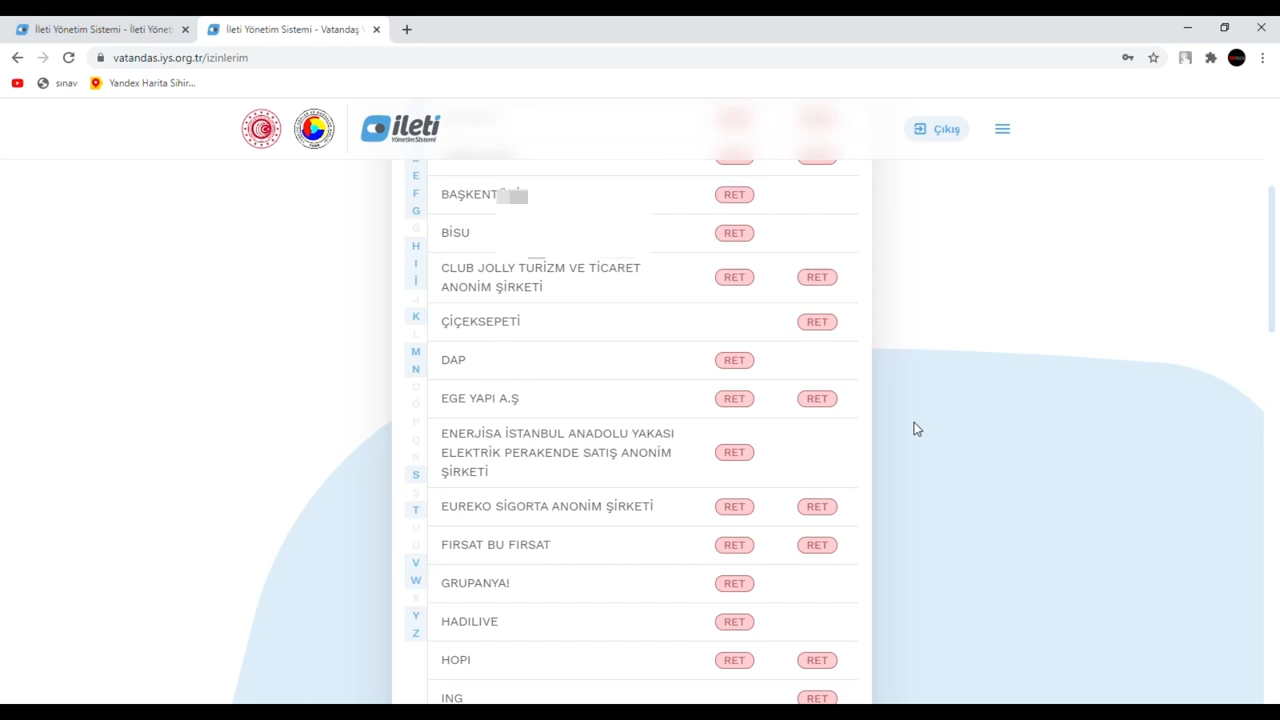 İleti Yönetim Sistemi - İleti Yönet
İleti Yönetim Sistemi - Vatandaş
vatandas.iys.org.tr/izinlerim
sınav
Yandex Harita Sihir...
ileti
Yönetim Sistemi
Çıkış
E
F
G
Ğ
H
I
İ
J
K
L
M
N
O
Ö
P
Q
R
S
Ş
T
U
Ü
V
W
X
Y
Z
BAŞKENT
RET
BİSU
RET
CLUB JOLLY TURİZM VE TİCARET
ANONİM ŞİRKETİ
RET RET
ÇİÇEKSEPETİ
RET
DAP
RET
EGE YAPI A.Ş
RET RET
ENERJİSA İSTANBUL ANADOLU YAKASI
ELEKTRİK PERAKENDE SATIŞ ANONİM
ŞİRKETİ
RET
EUREKO SİGORTA ANONİM ŞİRKETİ
RET RET
FIRSAT BU FIRSAT
RET RET
GRUPANYA!
RET
HADILIVE
RET
HOPI
RET RET
ING
RET